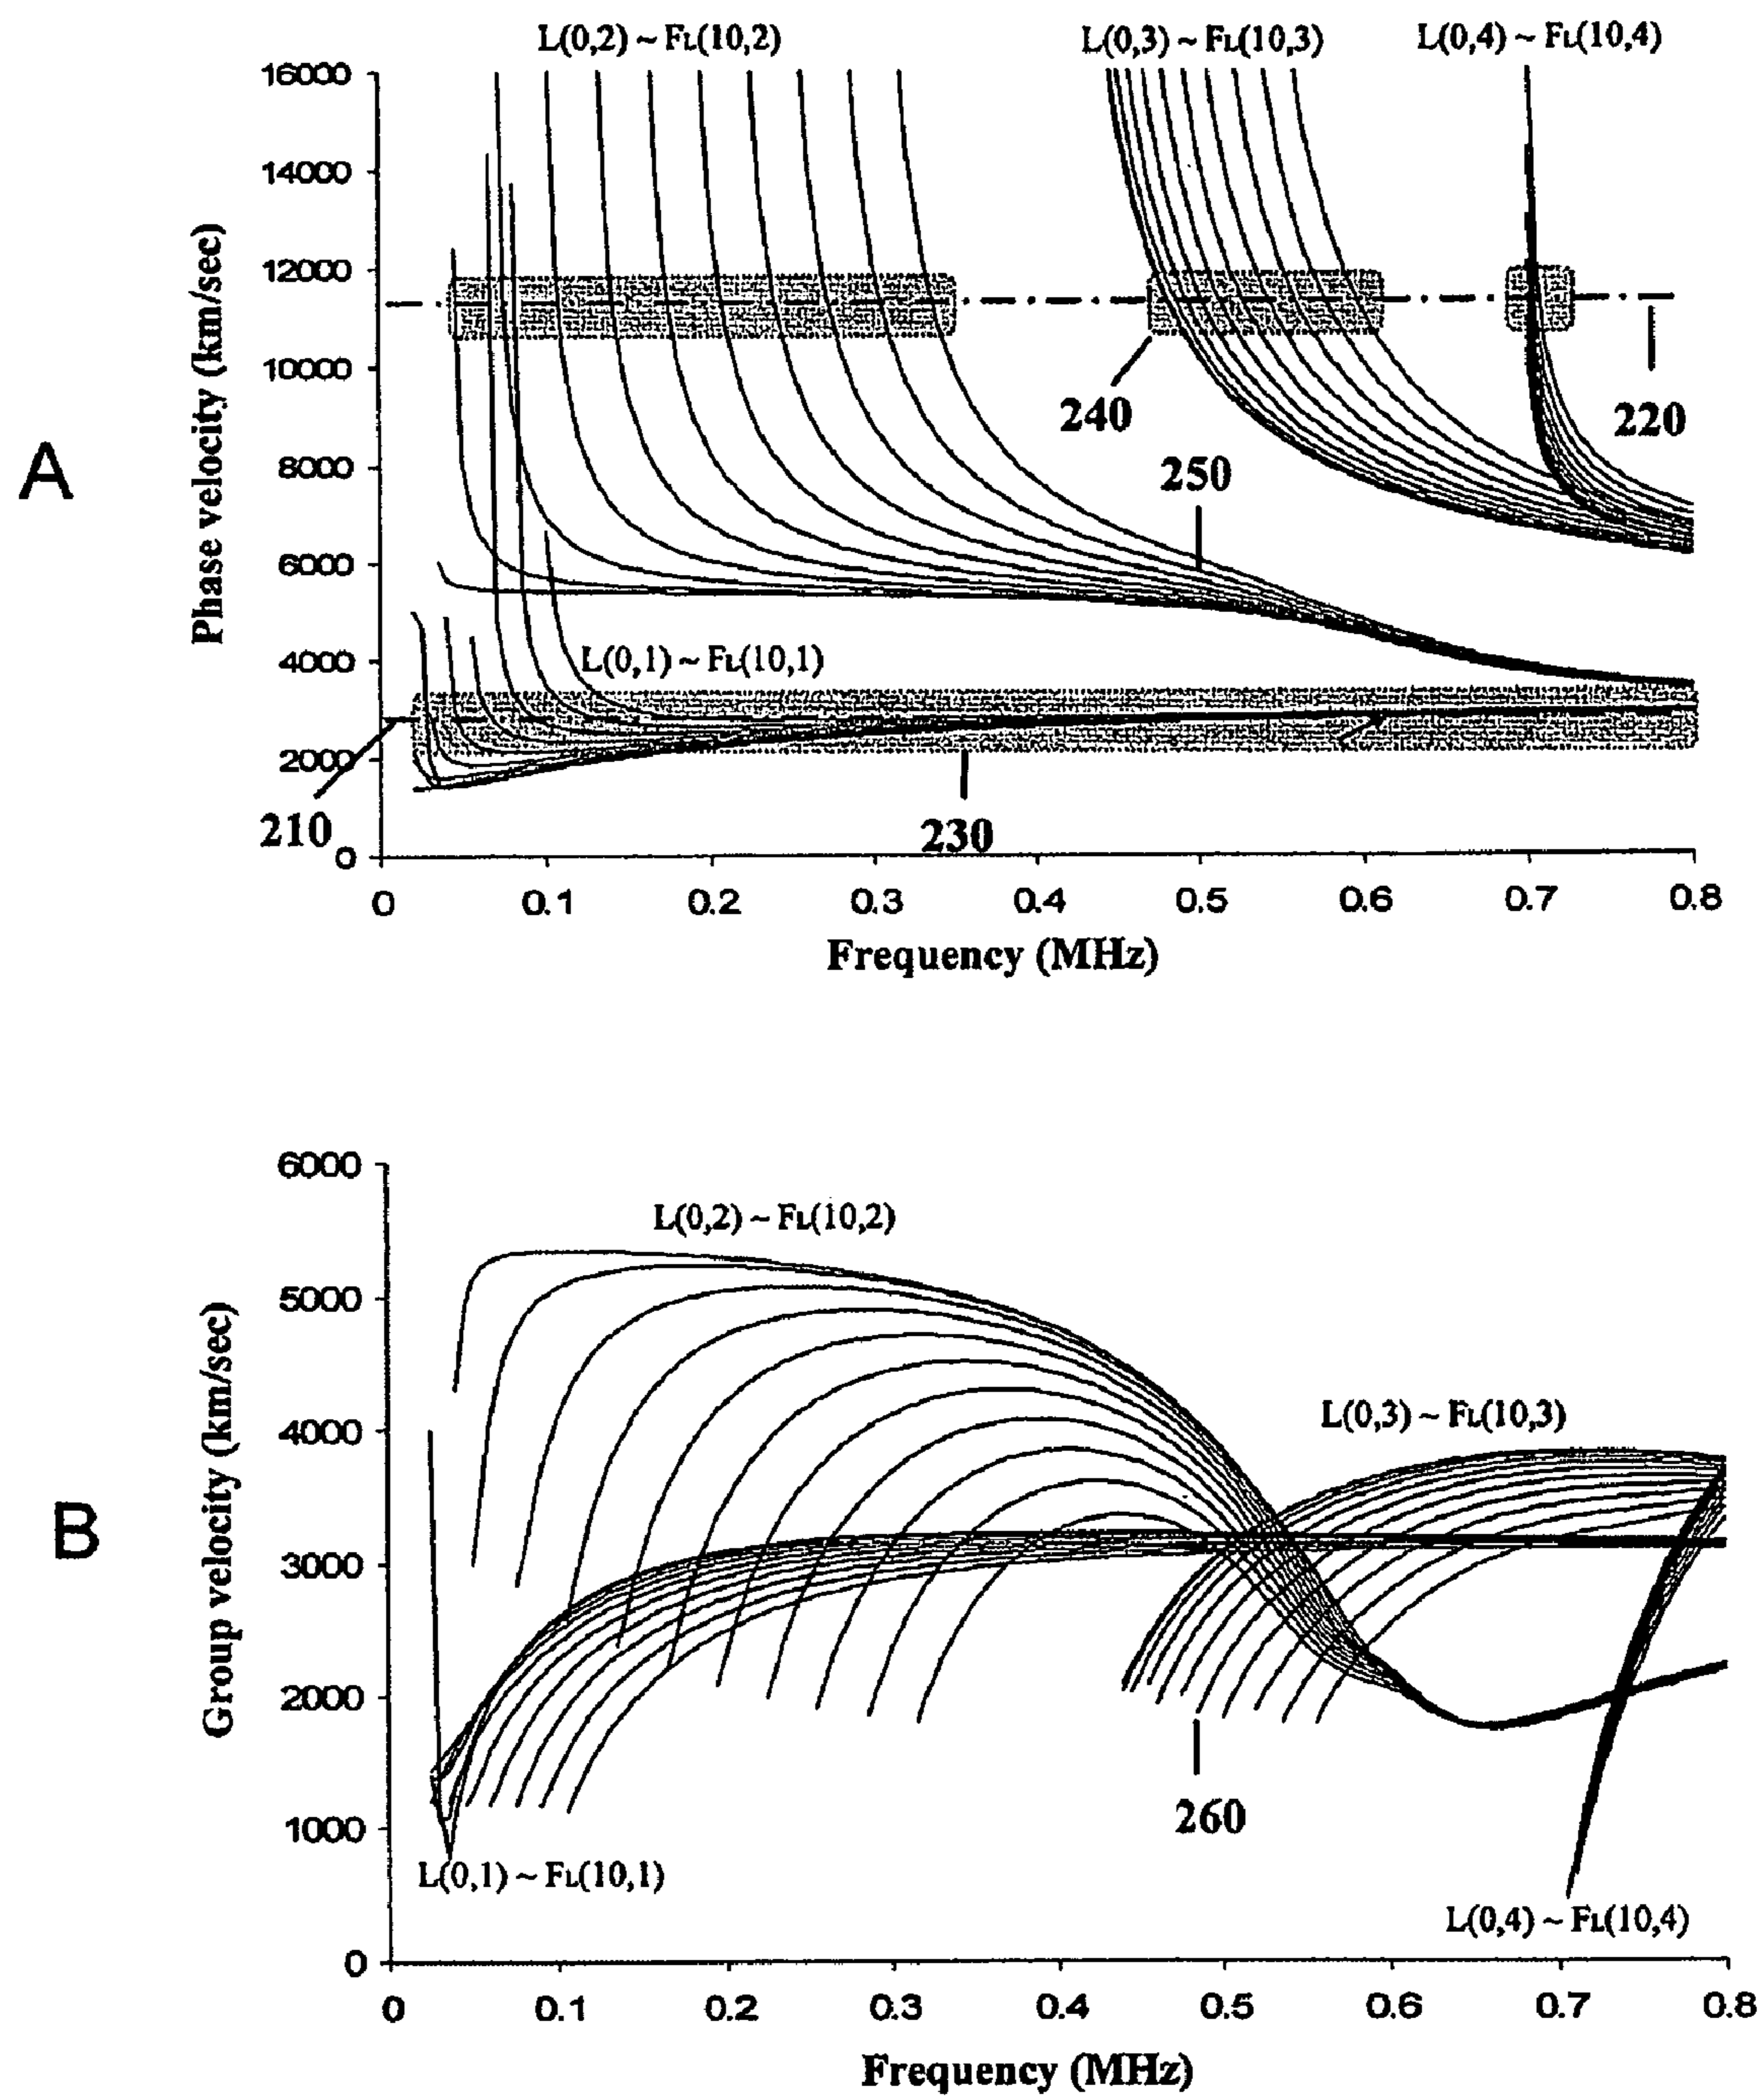 L(0,2) ~ FL(10,2)
L(0,3) ~ FL(10,3)
L(0,4) ~ FL(10,4)
16000
14000
12000
10000
8000
6000
4000
2000
0
Phase velocity (km/sec)
A
240
220
250
L(0,1) ~ FL(10,1)
210
230
0 0.1 0.2 0.3 0.4 0.5 0.6 0.7 0.8
Frequency (MHz)
6000
5000
4000
3000
2000
1000
0
Group velocity (km/sec)
B
L(0,2) ~ FL(10,2)
L(0,3) ~ FL(10,3)
260
L(0,1) ~ FL(10,1)
L(0,4) ~ FL(10,4)
0 0.1 0.2 0.3 0.4 0.5 0.6 0.7 0.8
Frequency (MHz)